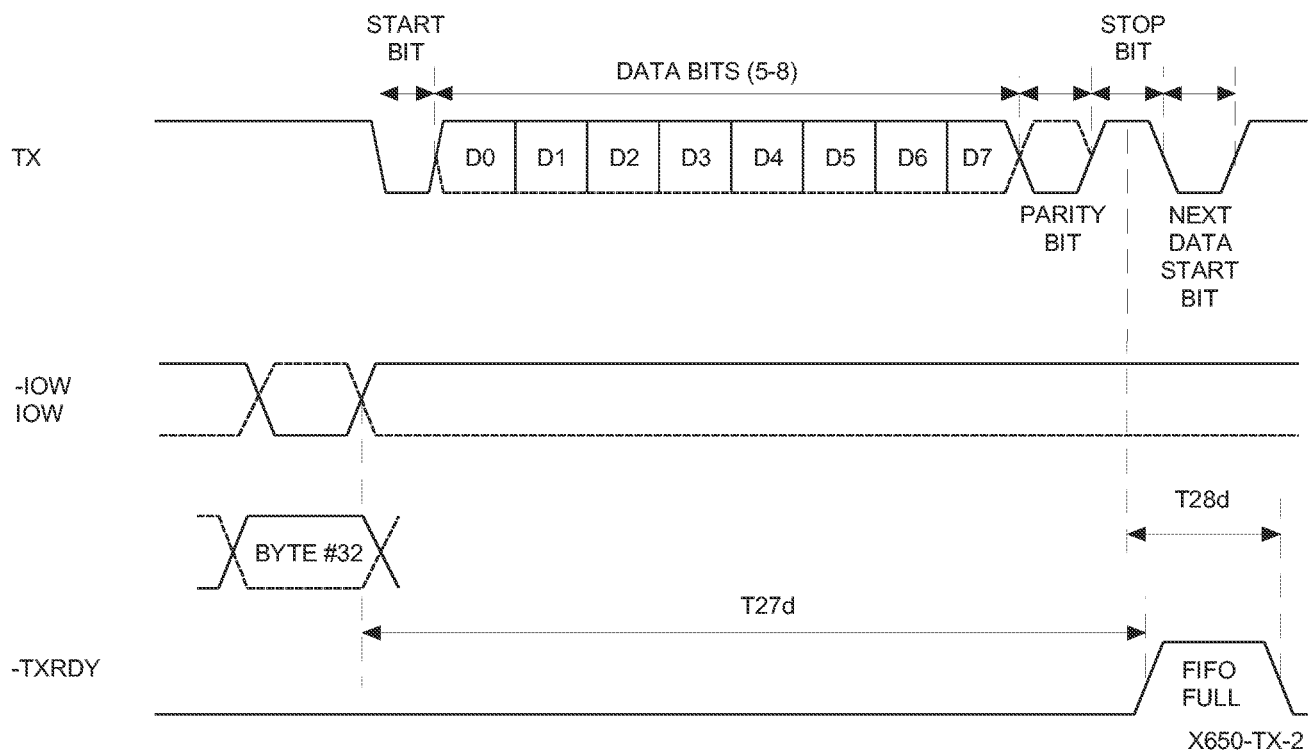 START
BIT
STOP
BIT
DATA BITS (5-8)
TX
D0 D1 D2 D3 D4 D5 D6 D7
PARITY
BIT
NEXT
DATA
START
BIT
-IOW
IOW
T28d
BYTE #32
T27d
-TXRDY
FIFO
FULL
X650-TX-2